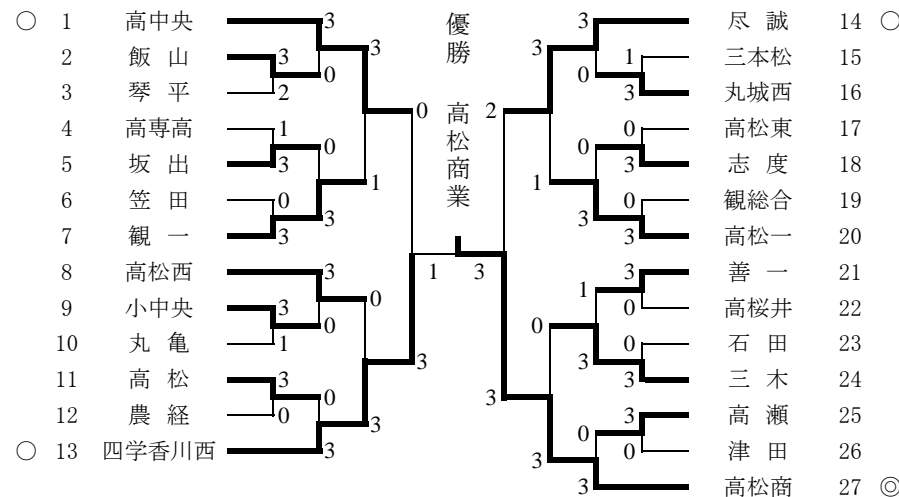 優勝 高松商業
○ 1 高中央
2 飯山
3 琴平
4 高専高
5 坂出
6 笠田
7 観一
8 高松西
9 小中央
10 丸亀
11 高松
12 農経
○ 13 四学香川西
3
3
2
0
3
1
3
0
0
3
3
1
0
3
3
1
0
3
0
3
0
0
3
3
1
3
尽誠 14 ○
三本松 15
丸城西 16
高松東 17
志度 18
観総合 19
高松一 20
善一 21
高桜井 22
石田 23
三木 24
高瀬 25
津田 26
高松商 27 ◎
3
1
3
0
3
0
3
0
3
3
1
2
0
3
3
0
0
3
1
3
0
3
3
0
0
3
3
3